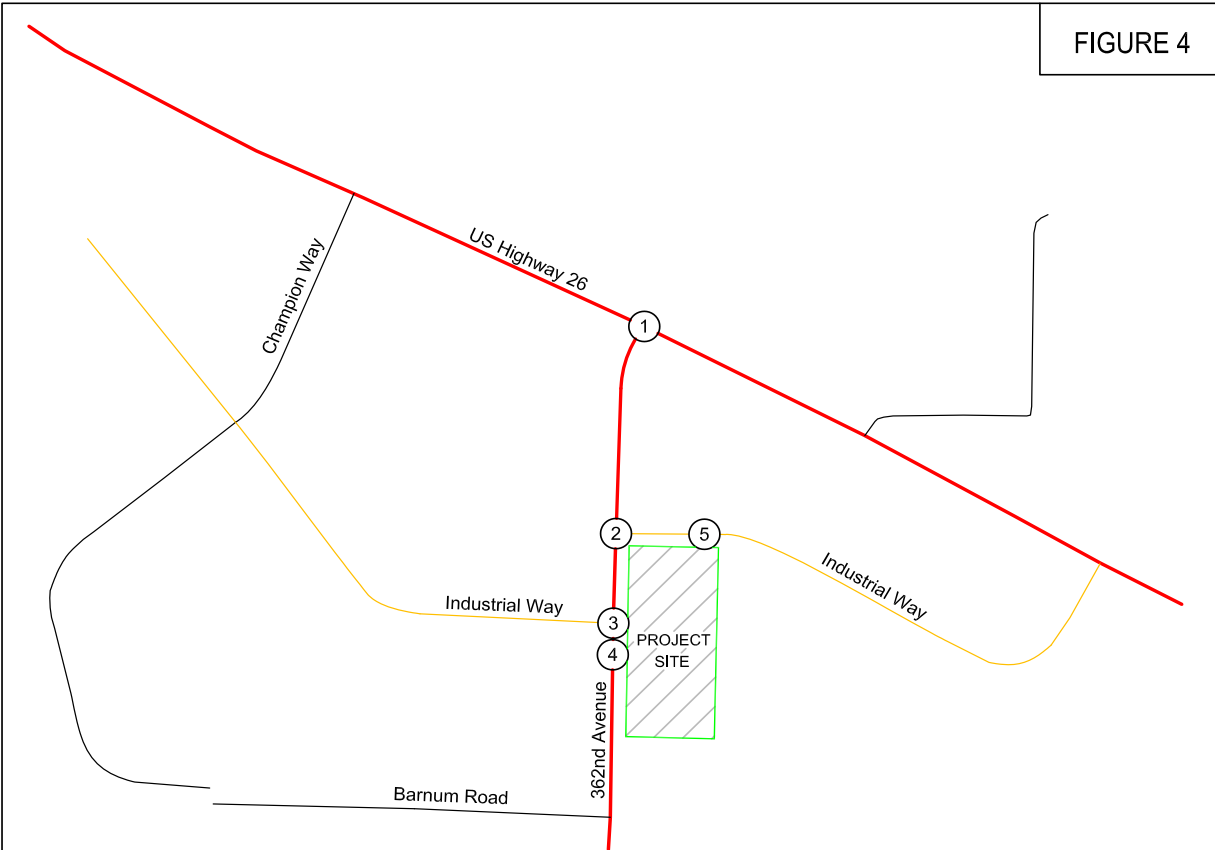 FIGURE 4
US Highway 26
Champion Way
1
2
5
Industrial Way
Industrial Way
3
PROJECT
SITE
4
362nd Avenue
Barnum Road